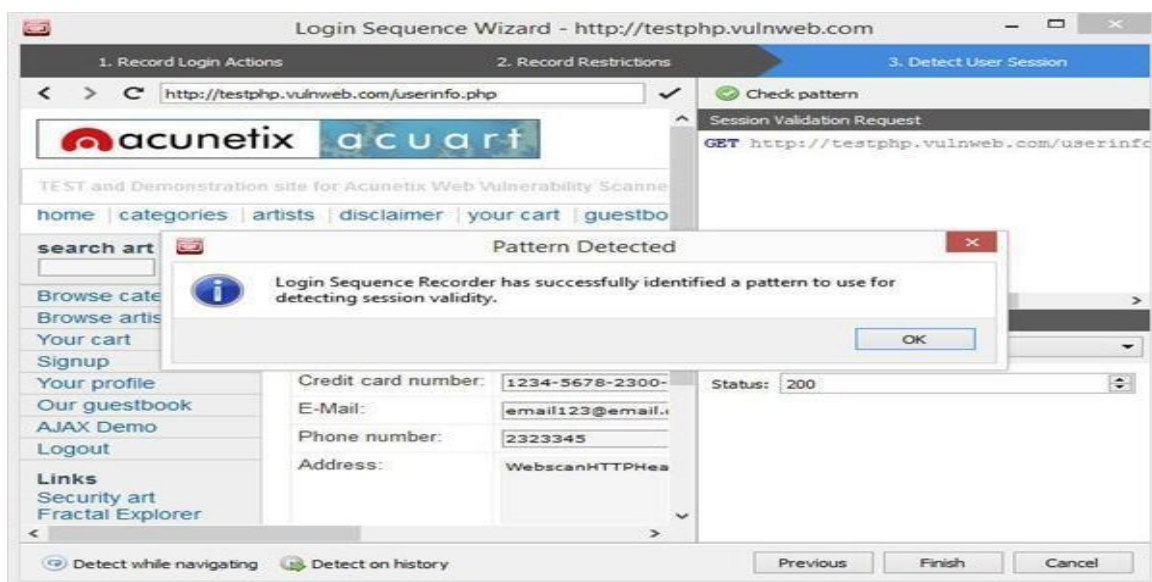 Login Sequence Wizard - http://testphp.vulnweb.com
1. Record Login Actions
2. Record Restrictions
3. Detect User Session
http://testphp.vulnweb.com/userinfo.php
Check pattern
Session Validation Request
GET http://testphp.vulnweb.com/userinfo
acunetix acuart
TEST and Demonstration site for Acunetix Web Vulnerability Scanne
home categories artists disclaimer your cart guestbo
search art
Pattern Detected
Login Sequence Recorder has successfully identified a pattern to use for
detecting session validity.
OK
Browse cate
Browse artis
Your cart
Signup
Your profile
Our guestbook
AJAX Demo
Logout
Links
Security art
Fractal Explorer
Credit card number: 1234-5678-2300-
E-Mail: email123@email.
Phone number: 2323345
Address: WebscanHTTPHea
Status: 200
Detect while navigating
Detect on history
Previous
Finish
Cancel